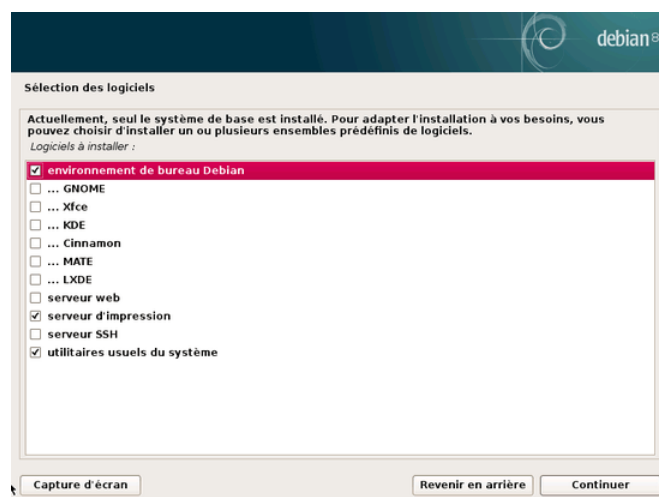 debian 8
Sélection des logiciels
Actuellement, seul le système de base est installé. Pour adapter l'installation à vos besoins, vous
pouvez choisir d'installer un ou plusieurs ensembles prédéfinis de logiciels.
Logiciels à installer :
environnement de bureau Debian
... GNOME
... Xfce
... KDE
... Cinnamon
... MATE
... LXDE
serveur web
serveur d'impression
serveur SSH
utilitaires usuels du système
Capture d'écran
Revenir en arrière
Continuer